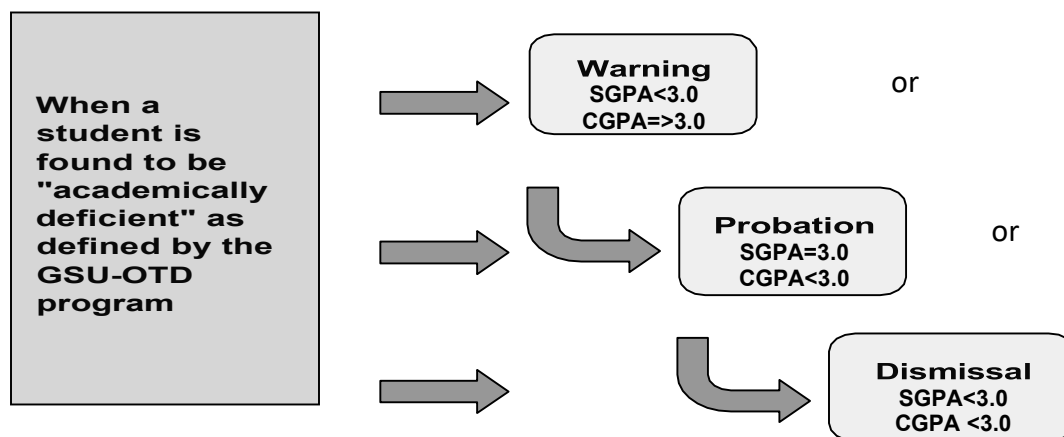 When a
student is
found to be
"academically
deficient" as
defined by the
GSU-OTD
program
Warning
SGPA<3.0
CGPA=>3.0
or
Probation
SGPA=3.0
CGPA<3.0
or
Dismissal
SGPA<3.0
CGPA <3.0